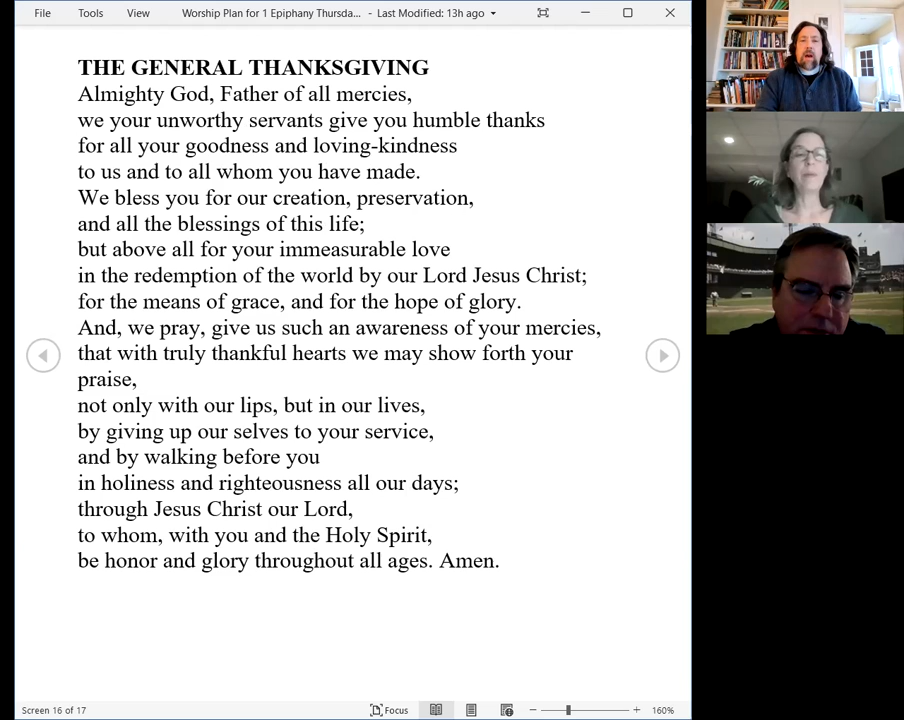 File Tools View Worship Plan for 1 Epiphany Thursda... - Last Modified: 13h ago
THE GENERAL THANKSGIVING
Almighty God, Father of all mercies,
we your unworthy servants give you humble thanks
for all your goodness and loving-kindness
to us and to all whom you have made.
We bless you for our creation, preservation,
and all the blessings of this life;
but above all for your immeasurable love
in the redemption of the world by our Lord Jesus Christ;
for the means of grace, and for the hope of glory.
And, we pray, give us such an awareness of your mercies,
that with truly thankful hearts we may show forth your
praise,
not only with our lips, but in our lives,
by giving up our selves to your service,
and by walking before you
in holiness and righteousness all our days;
through Jesus Christ our Lord,
to whom, with you and the Holy Spirit,
be honor and glory throughout all ages. Amen.
Screen 16 of 17 Focus 160%